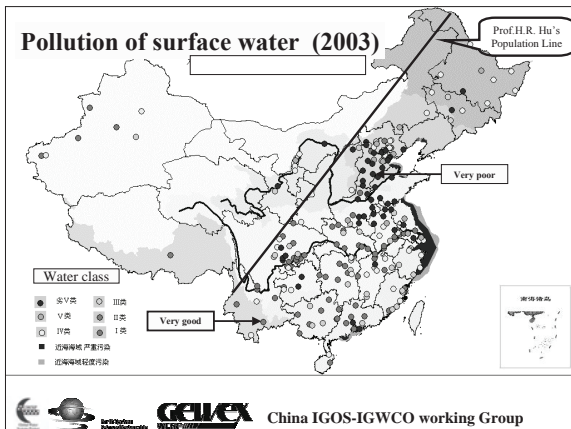 Pollution of surface water (2003)
Prof.H.R. Hu's
Population Line
Very poor
Very good
Water class
劣Ⅴ类
Ⅲ类
Ⅴ类
Ⅱ类
Ⅳ类
Ⅰ类
近海海域 严重污染
近海海域轻度污染
南海诸岛
GEWEX
WCRP
China IGOS-IGWCO working Group